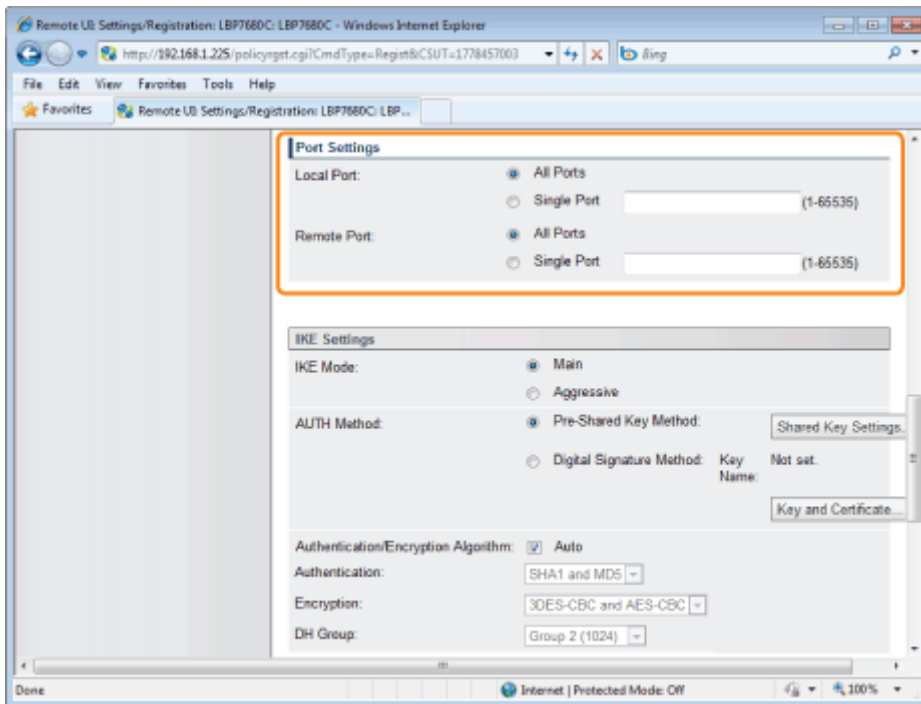 Remote UI: Settings/Registration: LBP7680C: LBP7680C - Windows Internet Explorer
http://192.168.1.225/policyrgst.cgi?CmdType=Regist&CSUT=1778457003
Bing
File Edit View Favorites Tools Help
Favorites Remote UI: Settings/Registration: LBP7680C: LBP...
Port Settings
Local Port: All Ports
Single Port (1-65535)
Remote Port: All Ports
Single Port (1-65535)
IKE Settings
IKE Mode: Main
Aggressive
AUTH Method: Pre-Shared Key Method: Shared Key Settings...
Digital Signature Method: Key Name: Not set.
Key and Certificate...
Authentication/Encryption Algorithm: Auto
Authentication: SHA1 and MD5
Encryption: 3DES-CBC and AES-CBC
DH Group: Group 2 (1024)
Done Internet | Protected Mode: Off 100%